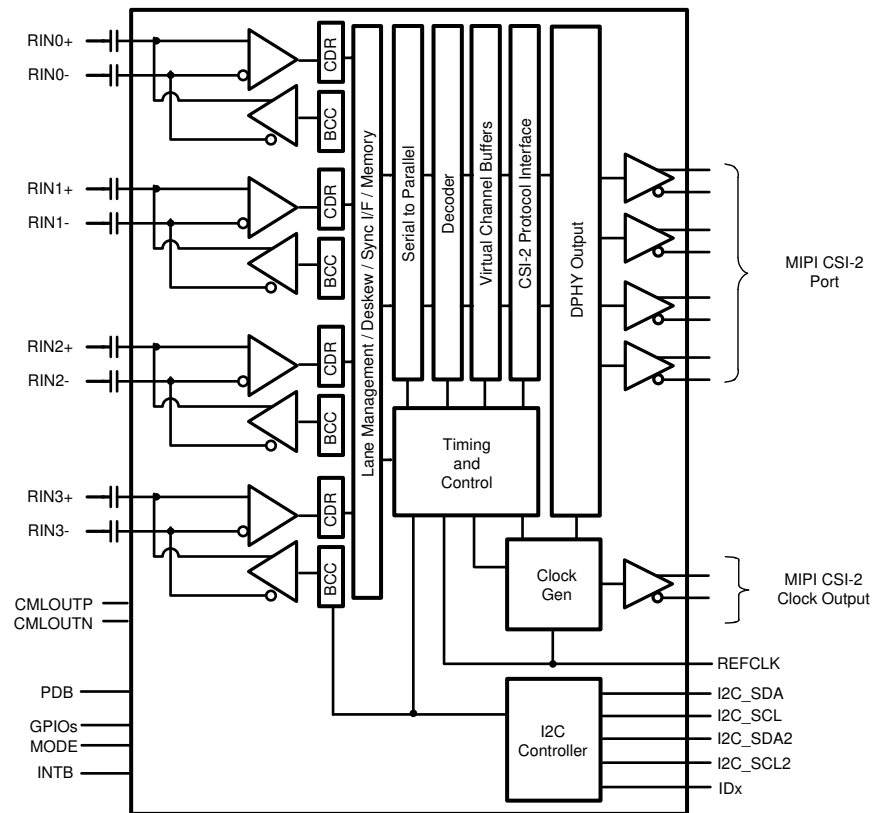 RIN0+
RIN0-
CDR
BCC
RIN1+
RIN1-
CDR
BCC
RIN2+
RIN2-
CDR
BCC
RIN3+
RIN3-
CDR
BCC
Lane Management / Deskew / Sync I/F / Memory
Serial to Parallel
Decoder
Virtual Channel Buffers
CSI-2 Protocol Interface
DPHY Output
MIPI CSI-2
Port
Timing
and
Control
Clock
Gen
MIPI CSI-2
Clock Output
CMLOUTP
CMLOUTN
PDB
GPIOs
MODE
INTB
REFCLK
I2C
Controller
I2C_SDA
I2C_SCL
I2C_SDA2
I2C_SCL2
IDx